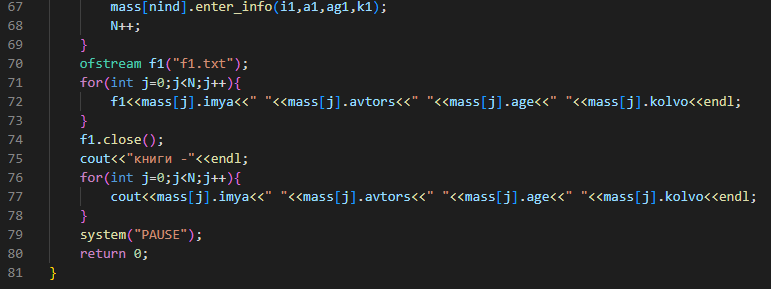 67 mass[nind].enter_info(i1,a1,ag1,k1);
68 N++;
69 }
70 ofstream f1("f1.txt");
71 for(int j=0;j<N;j++){
72 f1<<mass[j].imya<<" "<<mass[j].avtors<<" "<<mass[j].age<<" "<<mass[j].kolvo<<endl;
73 }
74 f1.close();
75 cout<<"книги -"<<endl;
76 for(int j=0;j<N;j++){
77 cout<<mass[j].imya<<" "<<mass[j].avtors<<" "<<mass[j].age<<" "<<mass[j].kolvo<<endl;
78 }
79 system("PAUSE");
80 return 0;
81 }